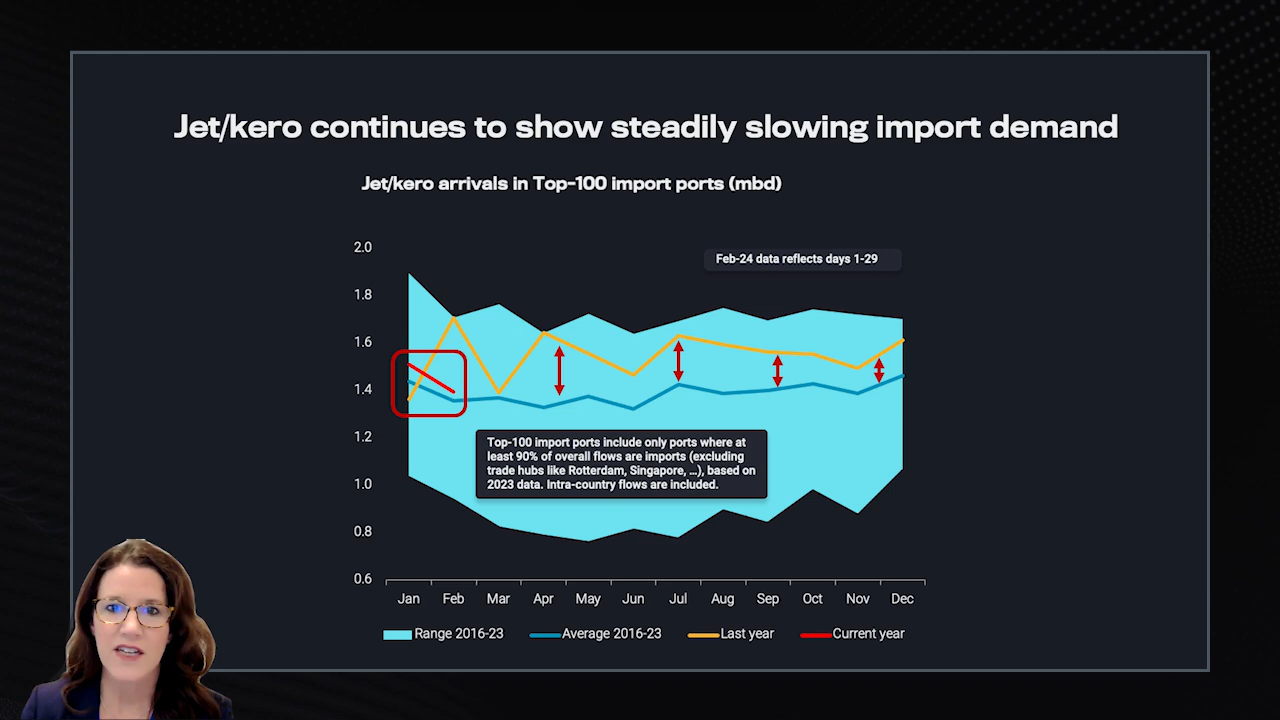 Jet/kero continues to show steadily slowing import demand
Jet/kero arrivals in Top-100 import ports (mbd)
2.0
Feb-24 data reflects days 1-29
1.8
1.6
1.4
1.2
Top-100 import ports include only ports where at
least 90% of overall flows are imports (excluding
trade hubs like Rotterdam, Singapore, …), based on
2023 data. Intra-country flows are included.
1.0
0.8
0.6
Jan Feb Mar Apr May Jun Jul Aug Sep Oct Nov Dec
Range 2016-23 Average 2016-23 Last year Current year